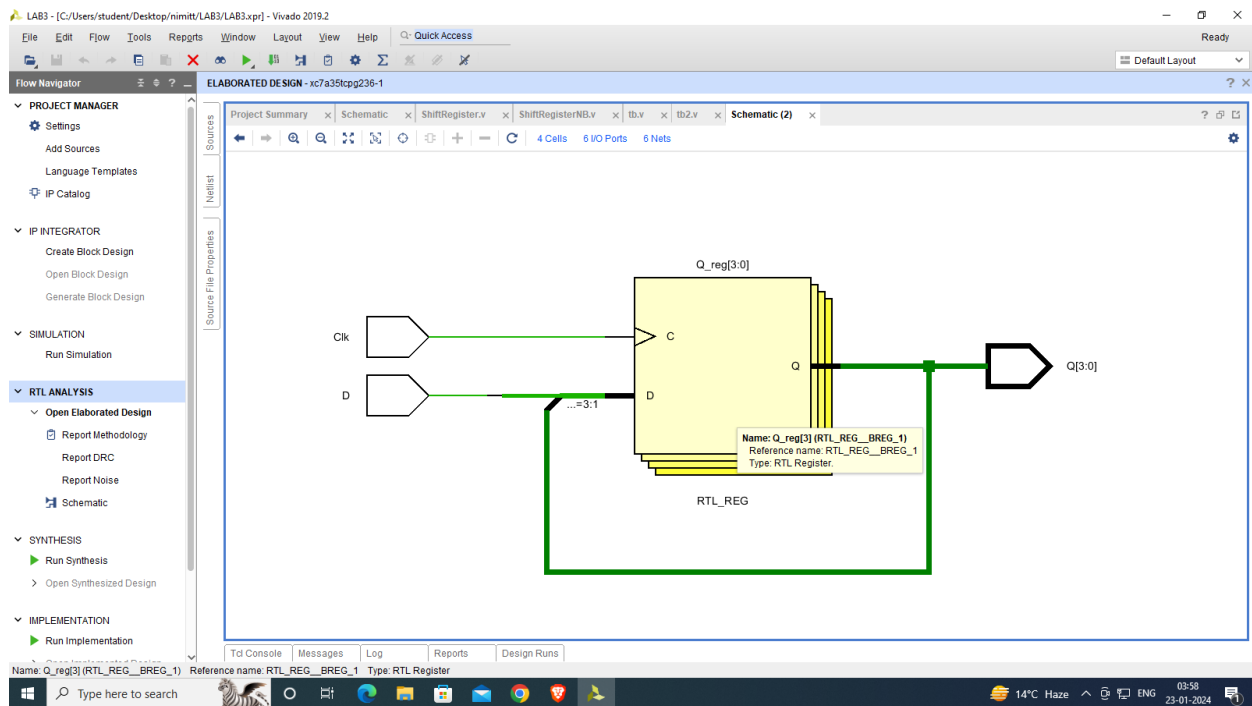 LAB3 - [C:/Users/student/Desktop/nimitt/LAB3/LAB3.xpr] - Vivado 2019.2
File Edit Flow Tools Reports Window Layout View Help Quick Access Ready
Default Layout
Flow Navigator ? ELABORATED DESIGN - xc7a35tcpg236-1 ?
PROJECT MANAGER
Settings
Add Sources
Language Templates
IP Catalog
IP INTEGRATOR
Create Block Design
Open Block Design
Generate Block Design
SIMULATION
Run Simulation
RTL ANALYSIS
Open Elaborated Design
Report Methodology
Report DRC
Report Noise
Schematic
SYNTHESIS
Run Synthesis
Open Synthesized Design
IMPLEMENTATION
Run Implementation
Sources
Netlist
Source File Properties
Project Summary Schematic ShiftRegister.v ShiftRegisterNB.v tb.v tb2.v Schematic (2) ?
4 Cells 6 I/O Ports 6 Nets
Q_reg[3:0]
Clk
C
Q
Q[3:0]
D
...=3:1
D
Name: Q_reg[3] (RTL_REG__BREG_1)
Reference name: RTL_REG__BREG_1
Type: RTL Register.
RTL_REG
Tcl Console Messages Log Reports Design Runs
Name: Q_reg[3] (RTL_REG__BREG_1) Reference name: RTL_REG__BREG_1 Type: RTL Register
Type here to search
14°C Haze ENG
03:58
23-01-2024
1